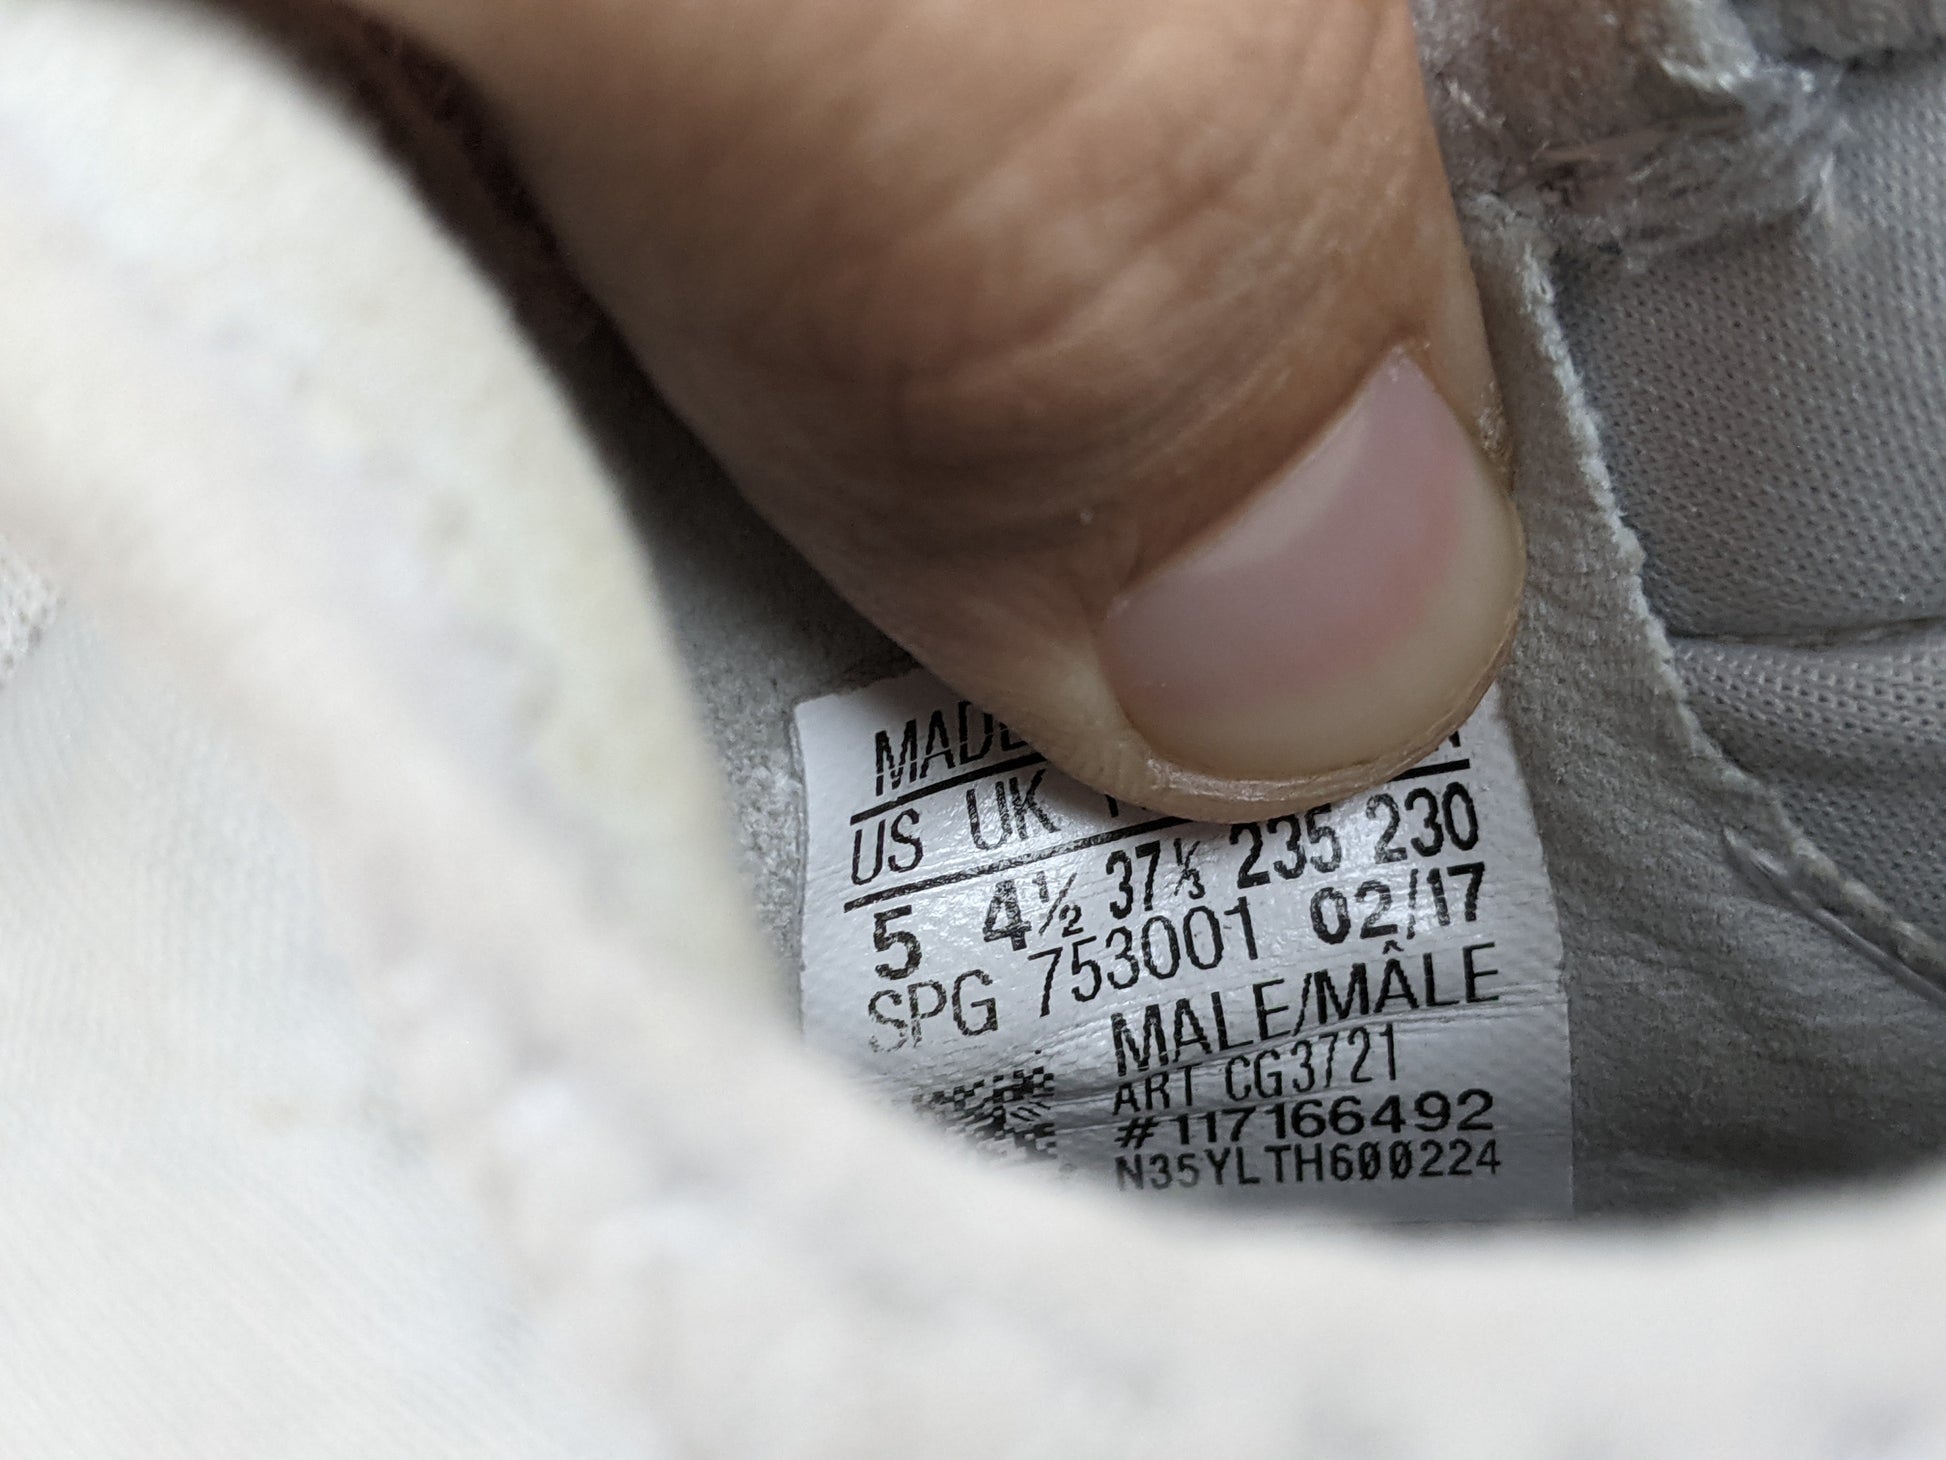 MADE
US UK
5 4½ 37⅓ 235 230
SPG 753001 02/17
MALE/MÂLE
ART CG3721
#117166492
N35YLTH600224